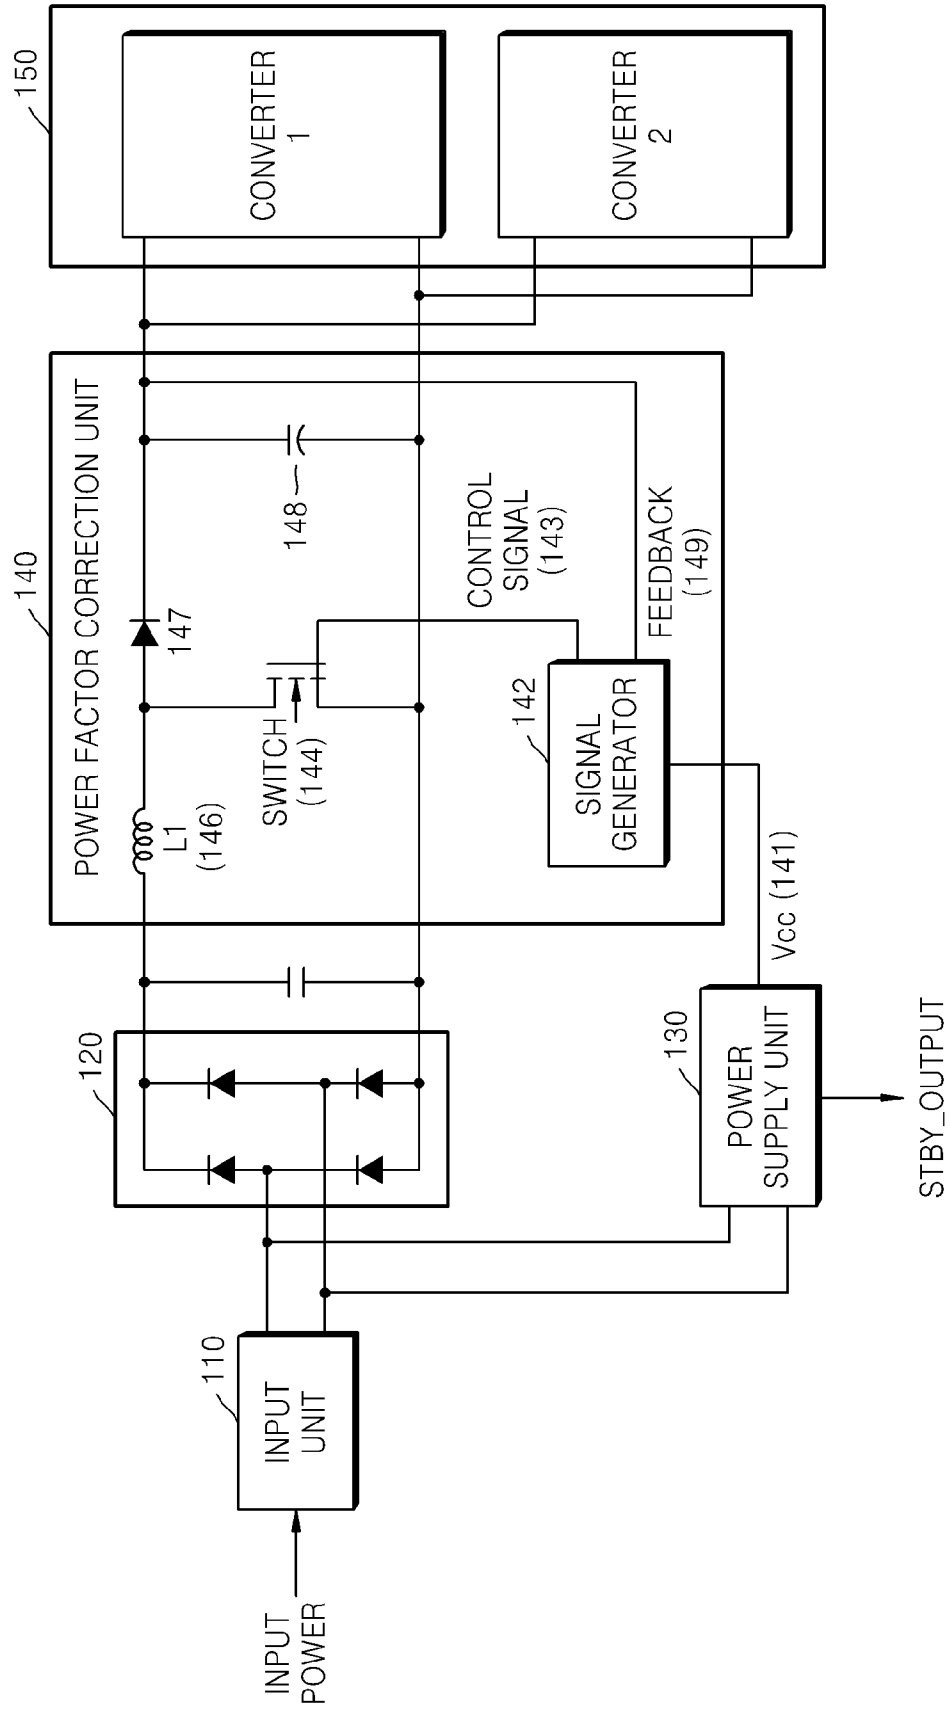 150
CONVERTER
1
CONVERTER
2
140
POWER FACTOR CORRECTION UNIT
L1
(146)
147
148
SWITCH
(144)
CONTROL
SIGNAL
(143)
142
SIGNAL
GENERATOR
FEEDBACK
(149)
Vcc (141)
120
130
POWER
SUPPLY UNIT
STBY_OUTPUT
110
INPUT
UNIT
INPUT
POWER